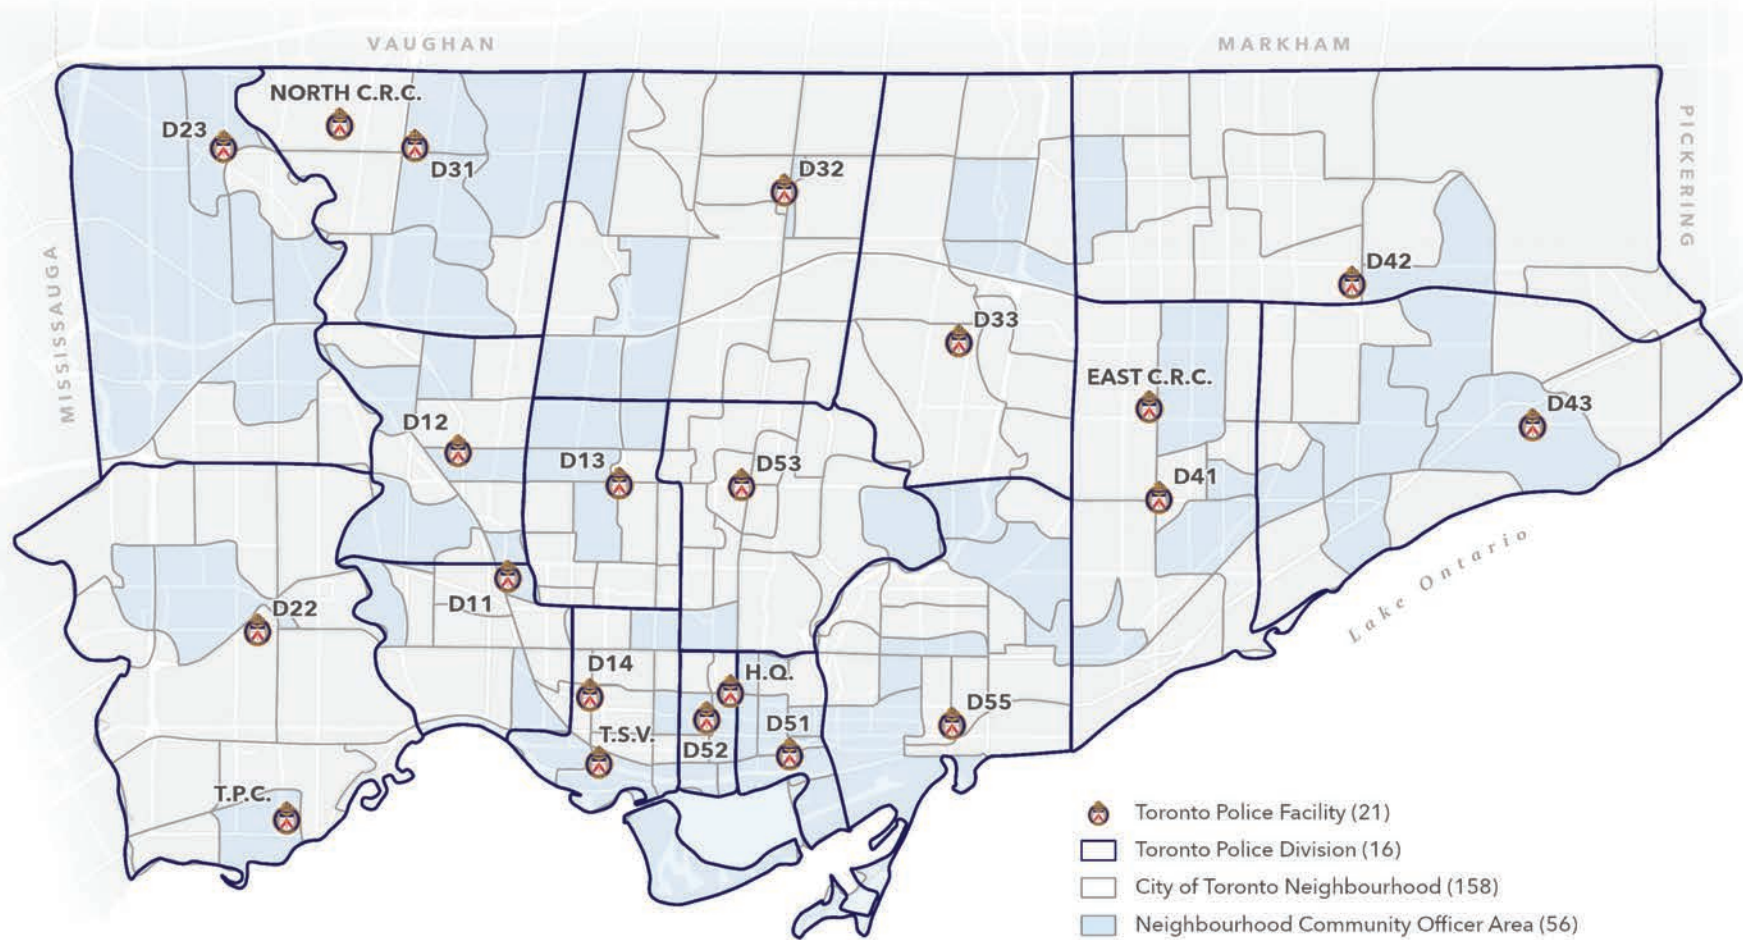 VAUGHAN
MARKHAM
NORTH C.R.C.
D23
D31
D32
PICKERING
MISSISSAUGA
D42
D33
EAST C.R.C.
D43
D12
D13
D53
D41
Lake Ontario
D11
D22
D14
H.Q.
D55
T.S.V.
D52
D51
T.P.C.
Toronto Police Facility (21)
Toronto Police Division (16)
City of Toronto Neighbourhood (158)
Neighbourhood Community Officer Area (56)